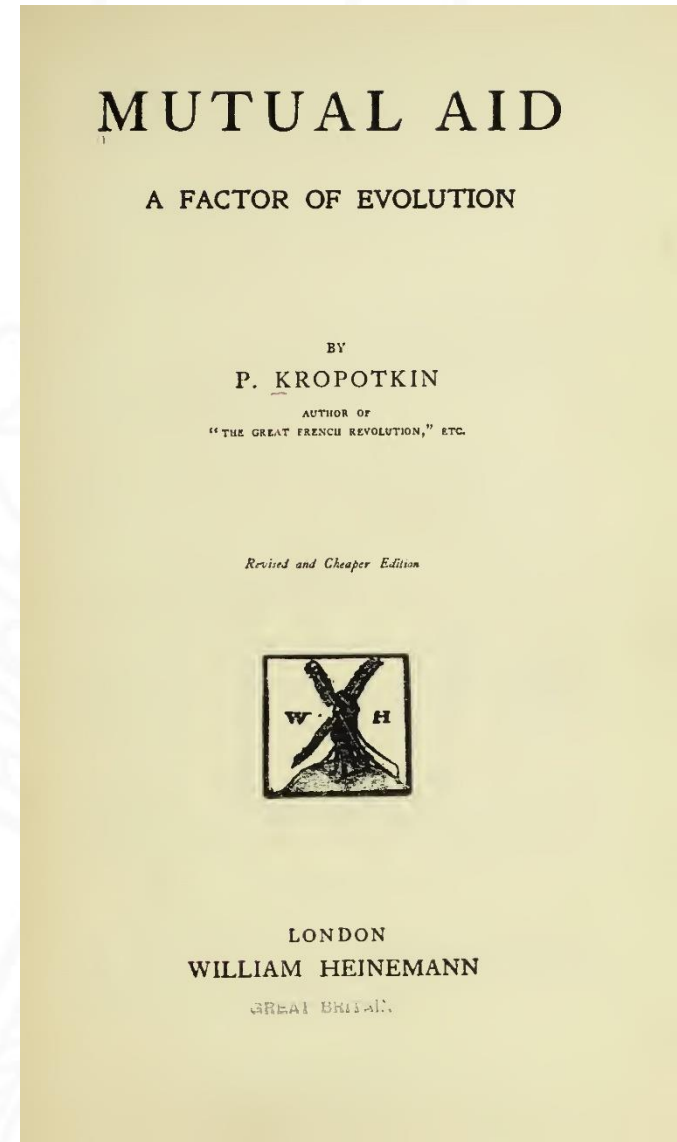 MUTUAL AID
A FACTOR OF EVOLUTION
BY
P. KROPOTKIN
AUTHOR OF
"THE GREAT FRENCH REVOLUTION," ETC.
Revised and Cheaper Edition
W · H
LONDON
WILLIAM HEINEMANN
GREAT BRITAIN